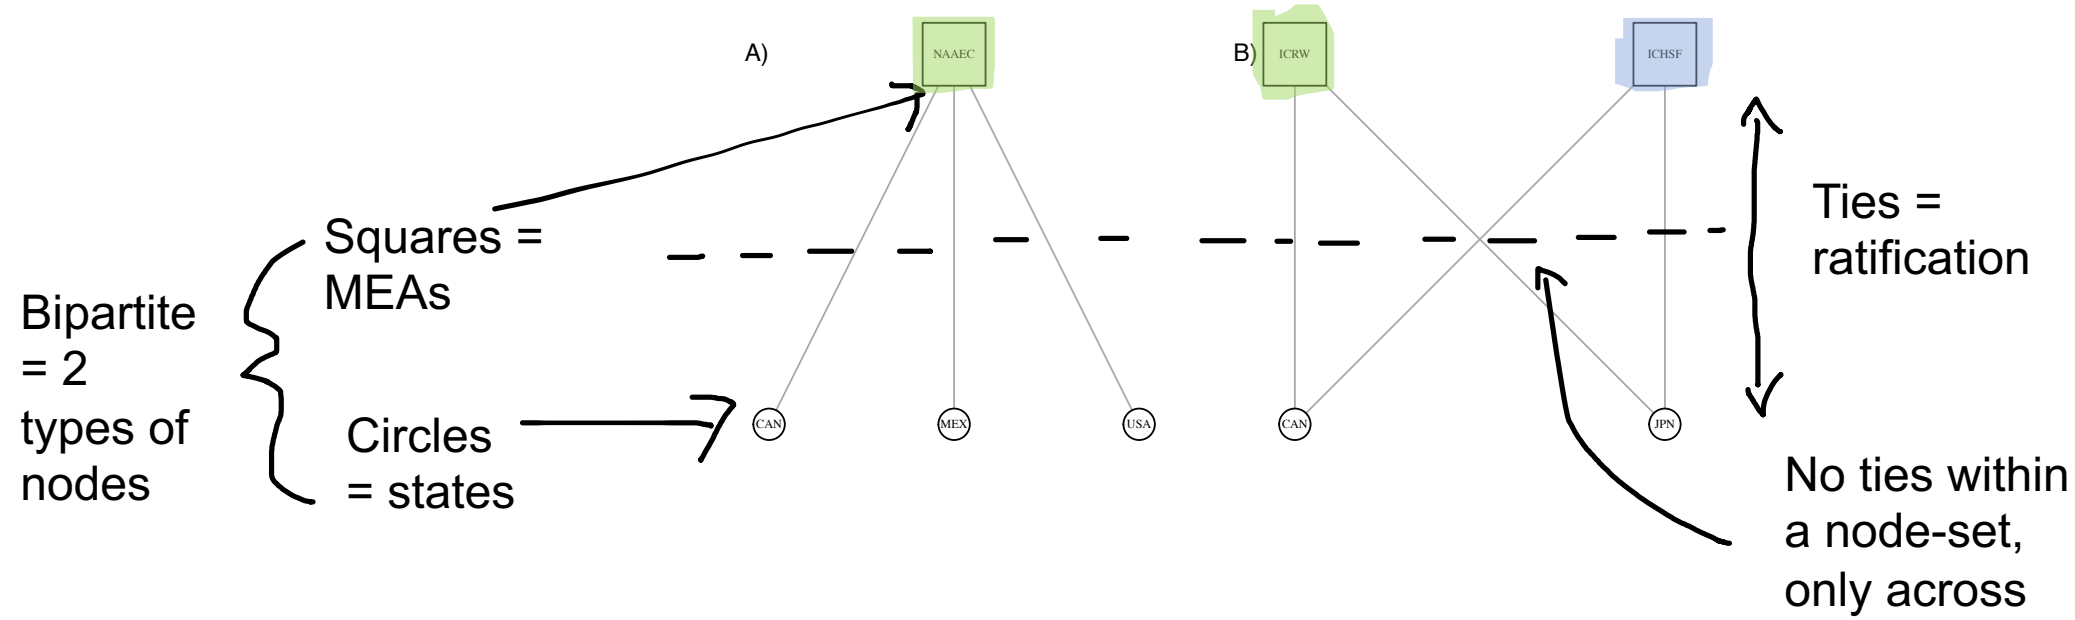 A)
NAAEC
B)
ICRW
ICHSF
Squares =
MEAs
Ties =
ratification
Bipartite
= 2
types of
nodes
Circles
= states
CAN
MEX
USA
CAN
JPN
No ties within
a node-set,
only across